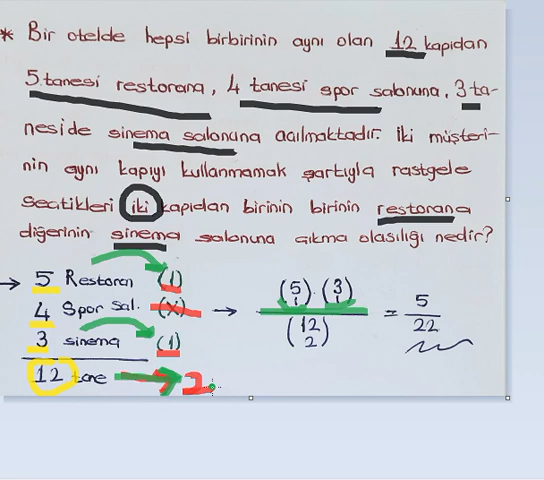 * Bir otelde hepsi birbirinin aynı olan 12 kapıdan
5 tanesi restorana, 4 tanesi spor salonuna, 3 ta-
neside sinema salonuna açılmaktadır. İki müşteri-
nin aynı kapıyı kullanmamak şartıyla rastgele
seçtikleri iki kapıdan birinin birinin restorana
diğerinin sinema salonuna çıkma olasılığı nedir?
→ 5 Restoran (1)
4 Spor Sal. (x) → (5 1) · (3 1) / (12 2) = 5/22
3 sinema (1)
12 tane → 2